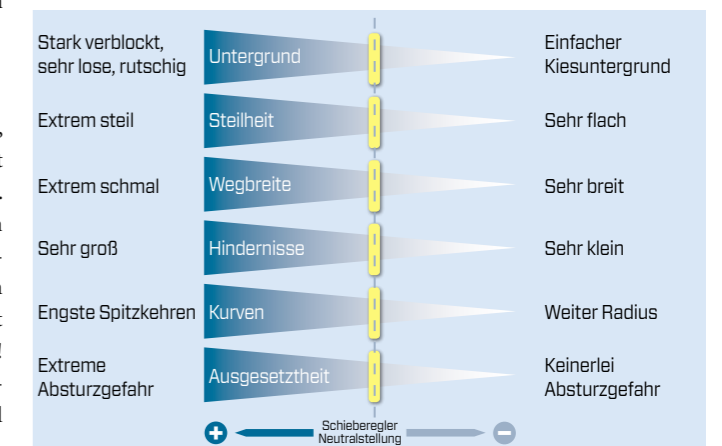 Stark verblockt,
sehr lose, rutschig
Untergrund
Einfacher
Kiesuntergrund
Extrem steil
Steilheit
Sehr flach
Extrem schmal
Wegbreite
Sehr breit
Sehr groß
Hindernisse
Sehr klein
Engste Spitzkehren
Kurven
Weiter Radius
Extreme
Absturzgefahr
Ausgesetztheit
Keinerlei
Absturzgefahr
Schieberegler
Neutralstellung